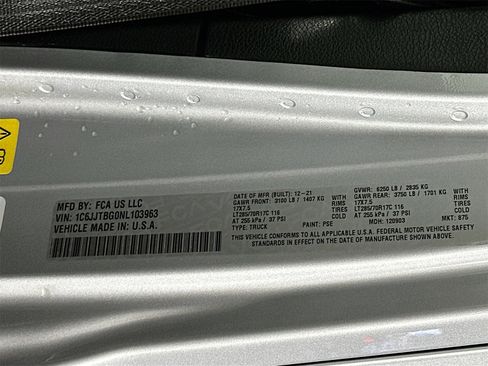 MFD BY: FCA US LLC
VIN: 1C6JJTBG0NL103963
VEHICLE MADE IN: U.S.A.
DATE OF MFR (BUILT): 12-21
GAWR FRONT: 3100 LB / 1407 KG WITH
17X7.5 RIMS
LT285/70R17C 116 TIRES
AT 255 kPa / 37 PSI COLD
TYPE: TRUCK PAINT: PSE
GVWR: 6250 LB / 2835 KG
GAWR REAR: 3750 LB / 1701 KG WITH
17X7.5 RIMS
LT285/70R17C 116 TIRES
AT 255 kPa / 37 PSI COLD
MDH: 120903 MKT: 875
THIS VEHICLE CONFORMS TO ALL APPLICABLE U.S.A. FEDERAL MOTOR VEHICLE SAFETY
STANDARDS IN EFFECT ON THE DATE OF MANUFACTURE SHOWN ABOVE.